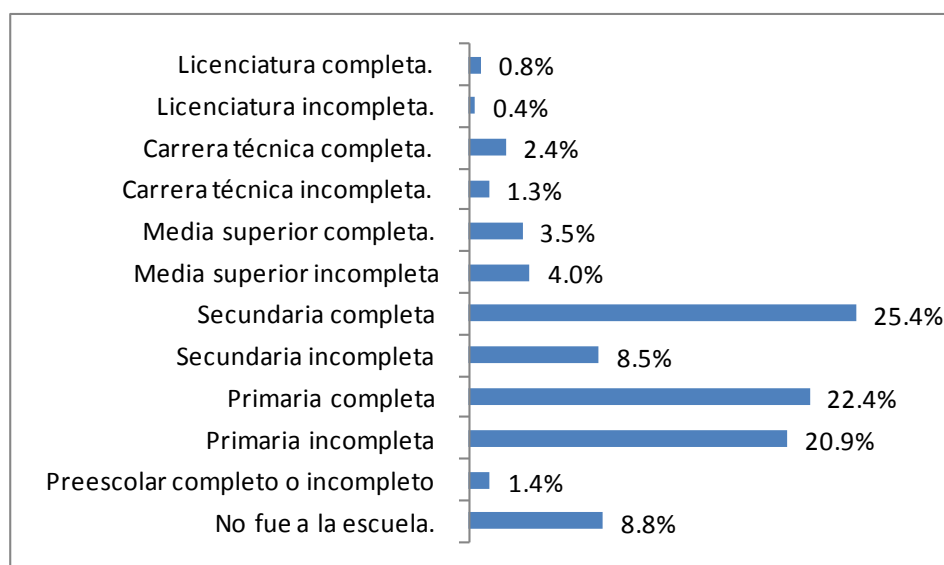 Licenciatura completa. 0.8%
Licenciatura incompleta. 0.4%
Carrera técnica completa. 2.4%
Carrera técnica incompleta. 1.3%
Media superior completa. 3.5%
Media superior incompleta 4.0%
Secundaria completa 25.4%
Secundaria incompleta 8.5%
Primaria completa 22.4%
Primaria incompleta 20.9%
Preescolar completo o incompleto 1.4%
No fue a la escuela. 8.8%